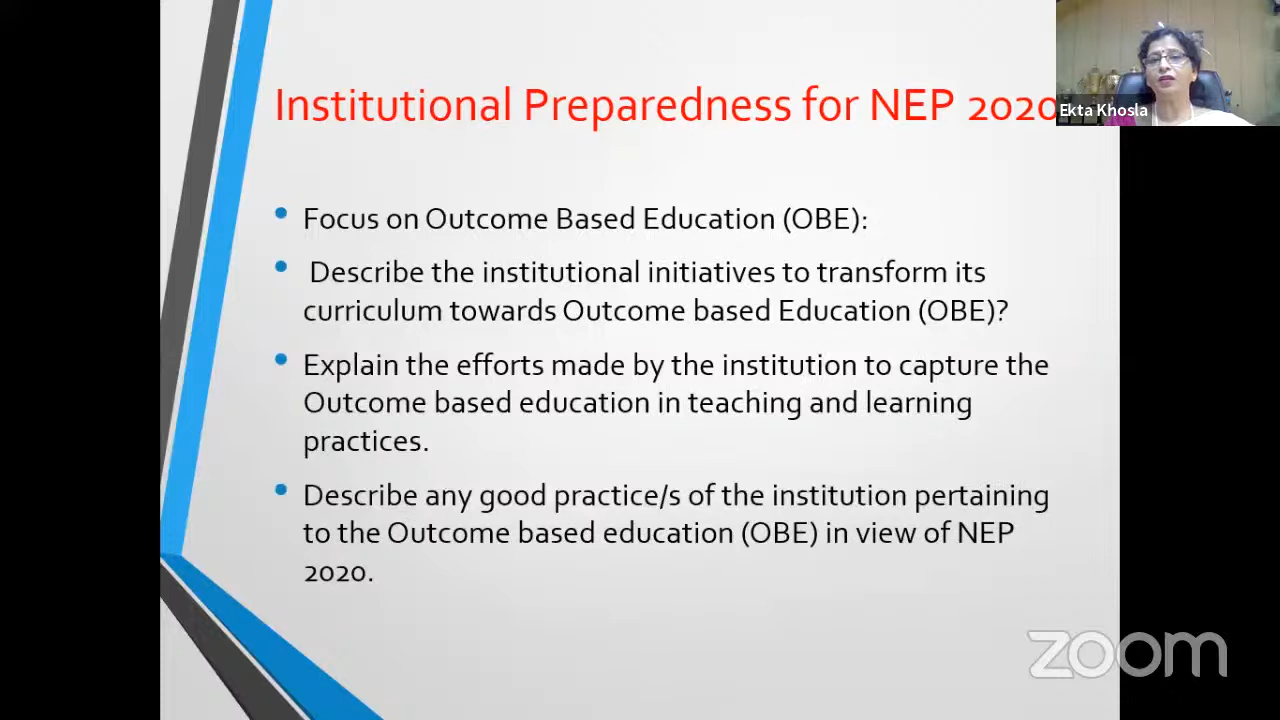 Institutional Preparedness for NEP 2020
Ekta Khosla
• Focus on Outcome Based Education (OBE):
• Describe the institutional initiatives to transform its
curriculum towards Outcome based Education (OBE)?
• Explain the efforts made by the institution to capture the
Outcome based education in teaching and learning
practices.
• Describe any good practice/s of the institution pertaining
to the Outcome based education (OBE) in view of NEP
2020.
zoom